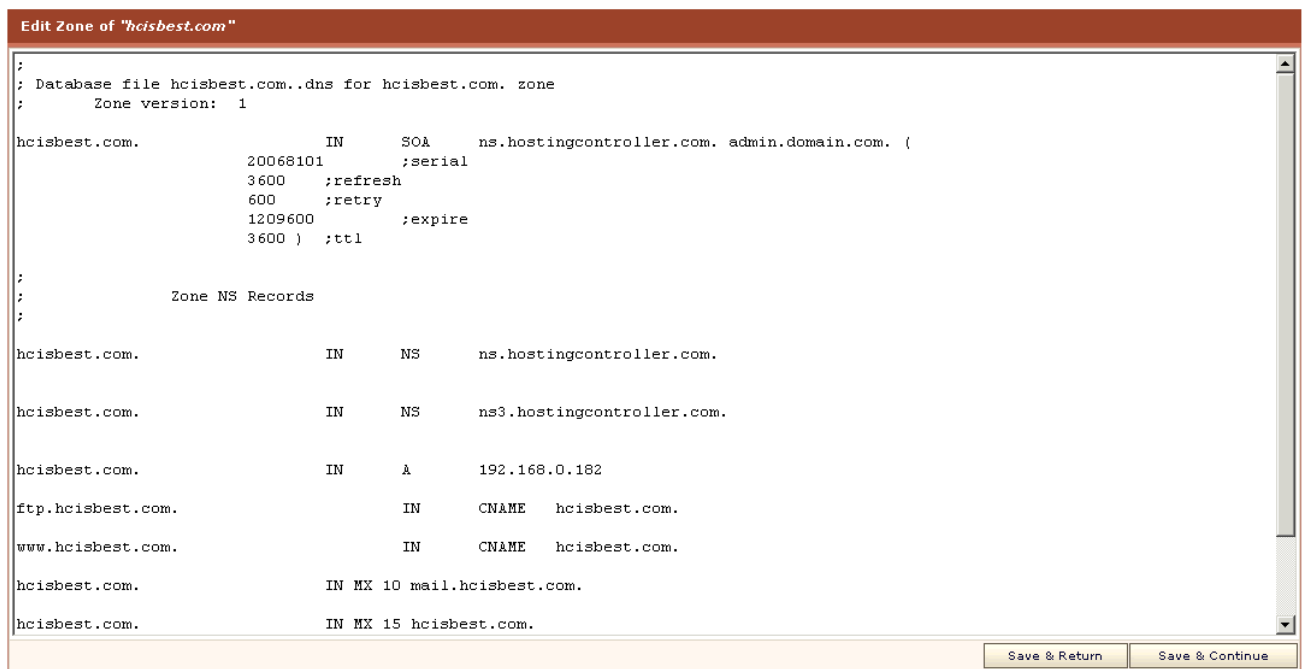 Edit Zone of "hcisbest.com"
;
; Database file hcisbest.com..dns for hcisbest.com. zone
; Zone version: 1
hcisbest.com. IN SOA ns.hostingcontroller.com. admin.domain.com. (
20068101 ;serial
3600 ;refresh
600 ;retry
1209600 ;expire
3600 ) ;ttl
;
; Zone NS Records
;
hcisbest.com. IN NS ns.hostingcontroller.com.
hcisbest.com. IN NS ns3.hostingcontroller.com.
hcisbest.com. IN A 192.168.0.182
ftp.hcisbest.com. IN CNAME hcisbest.com.
www.hcisbest.com. IN CNAME hcisbest.com.
hcisbest.com. IN MX 10 mail.hcisbest.com.
hcisbest.com. IN MX 15 hcisbest.com.
Save & Return Save & Continue